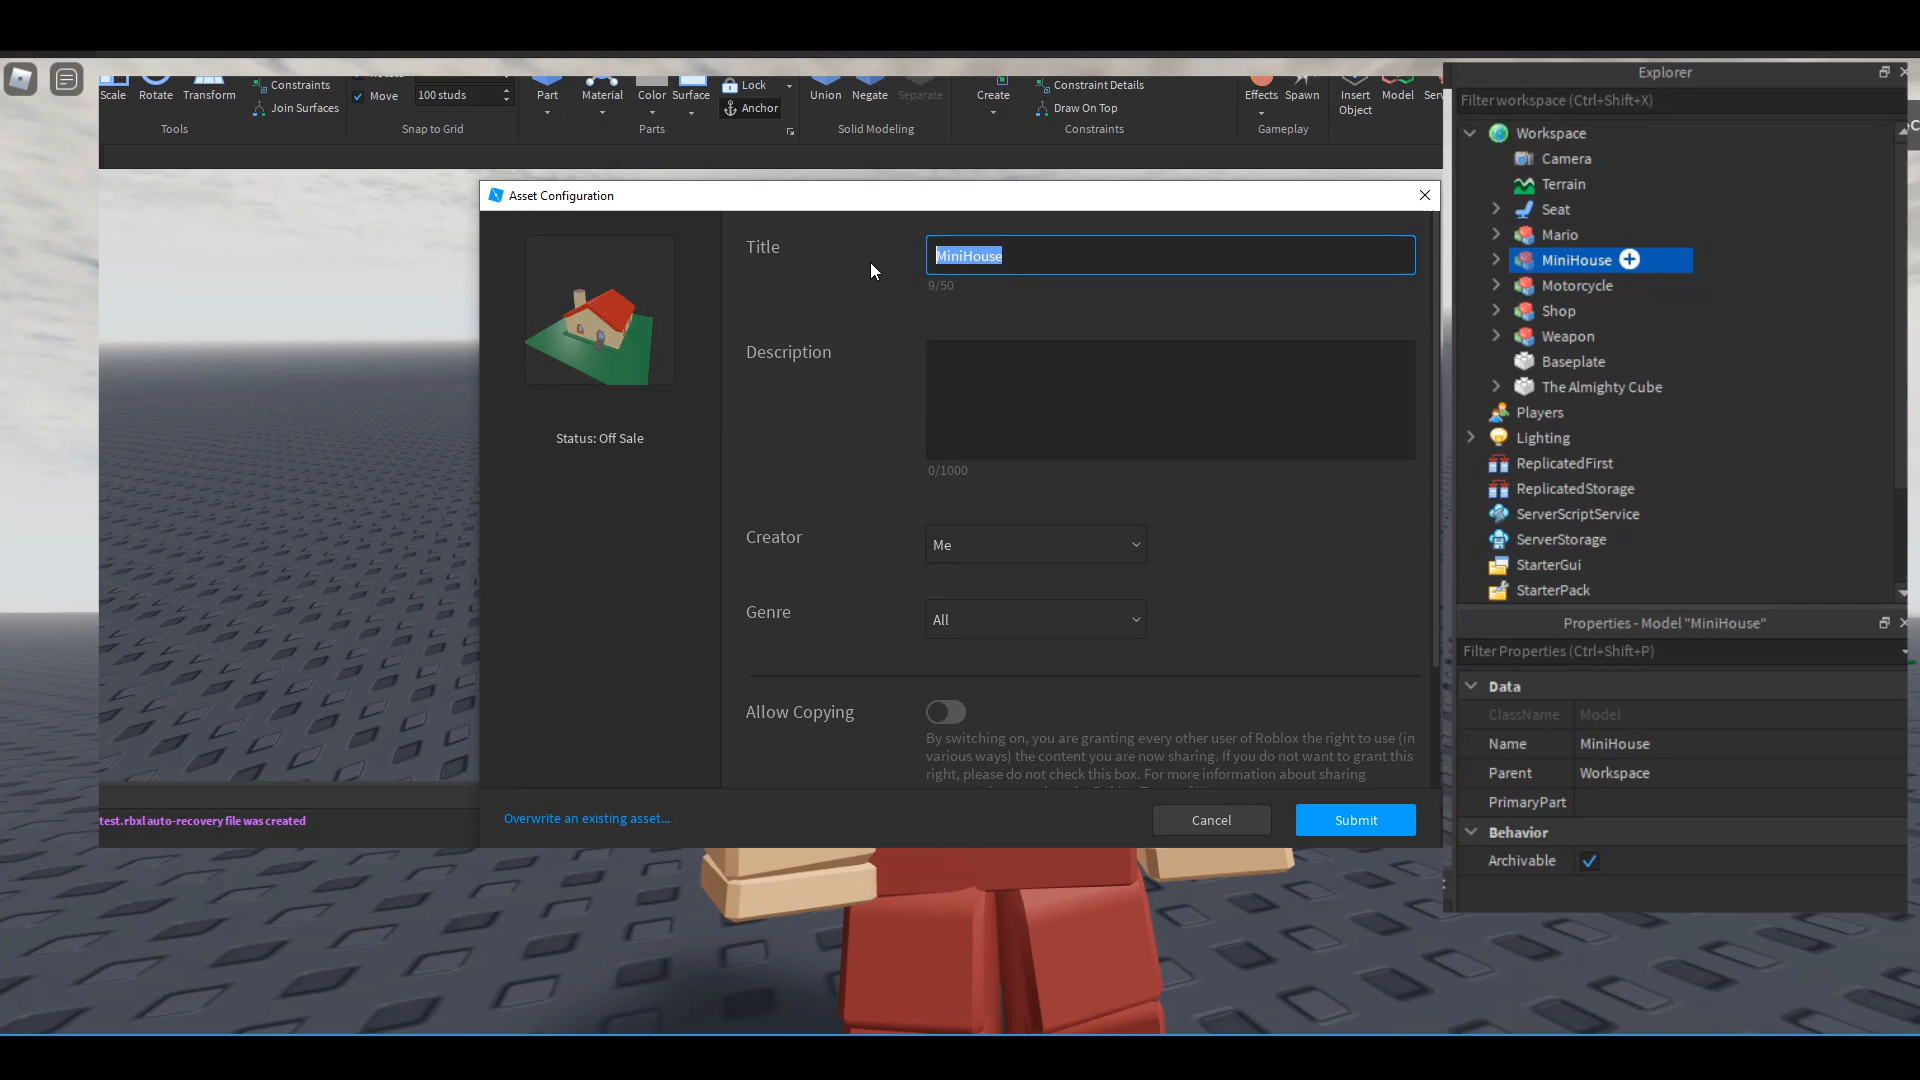 Scale
Rotate
Transform
Constraints
Join Surfaces
Tools
Move
100 studs
Snap to Grid
Part
Material
Color
Surface
Lock
Anchor
Parts
Union
Negate
Separate
Solid Modeling
Create
Constraint Details
Draw On Top
Constraints
Effects
Spawn
Gameplay
Insert
Object
Model
Asset Configuration
Title
MiniHouse
9/50
Description
0/1000
Status: Off Sale
Creator
Me
Genre
All
Allow Copying
By switching on, you are granting every other user of Roblox the right to use (in
various ways) the content you are now sharing. If you do not want to grant this
right, please do not check this box. For more information about sharing
Overwrite an existing asset...
Cancel
Submit
test.rbxl auto-recovery file was created
Explorer
Filter workspace (Ctrl+Shift+X)
Workspace
Camera
Terrain
Seat
Mario
MiniHouse
Motorcycle
Shop
Weapon
Baseplate
The Almighty Cube
Players
Lighting
ReplicatedFirst
ReplicatedStorage
ServerScriptService
ServerStorage
StarterGui
StarterPack
Properties - Model "MiniHouse"
Filter Properties (Ctrl+Shift+P)
Data
ClassName Model
Name MiniHouse
Parent Workspace
PrimaryPart
Behavior
Archivable